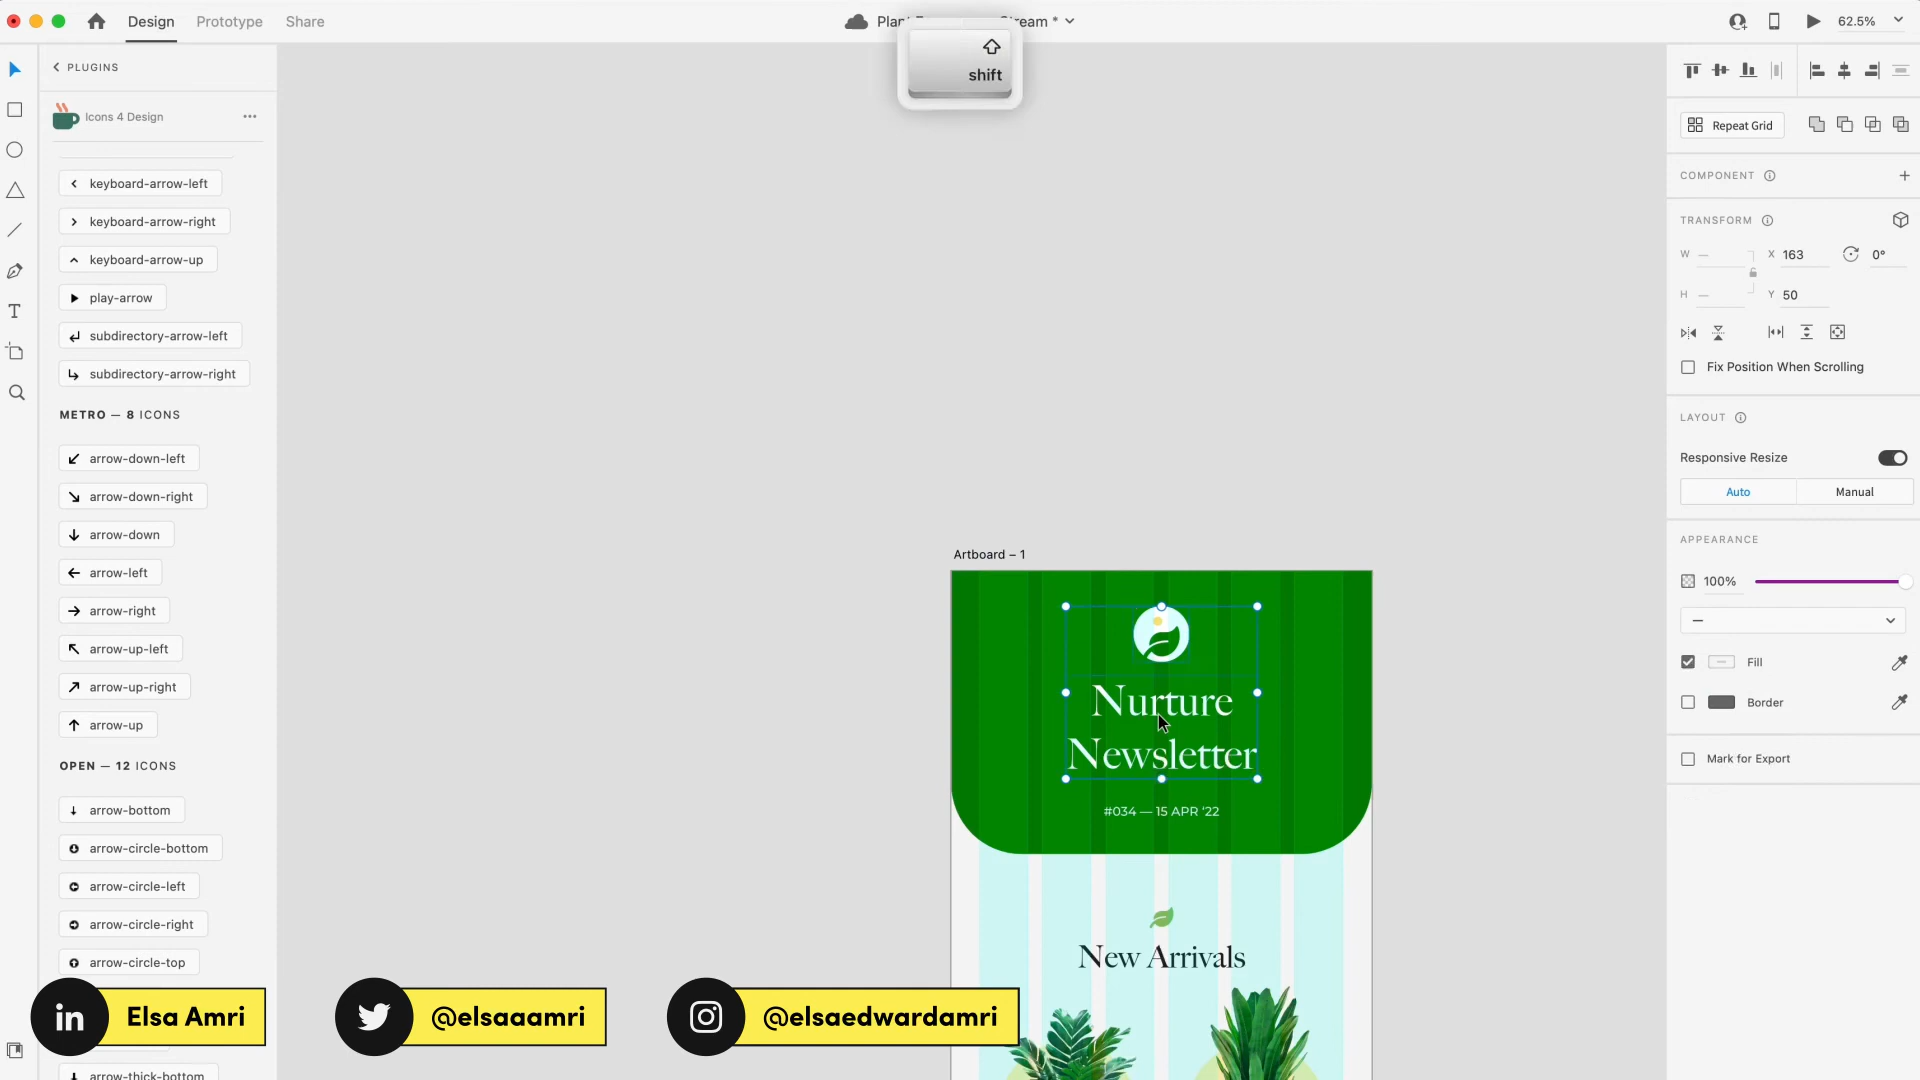 Design
Prototype
Share
Stream *
62.5%
shift
PLUGINS
Icons 4 Design
keyboard-arrow-left
keyboard-arrow-right
keyboard-arrow-up
play-arrow
subdirectory-arrow-left
subdirectory-arrow-right
METRO — 8 ICONS
arrow-down-left
arrow-down-right
arrow-down
arrow-left
arrow-right
arrow-up-left
arrow-up-right
arrow-up
OPEN — 12 ICONS
arrow-bottom
arrow-circle-bottom
arrow-circle-left
arrow-circle-right
arrow-circle-top
arrow-thick-bottom
Artboard – 1
Nurture
Newsletter
#034 — 15 APR ‘22
New Arrivals
Repeat Grid
COMPONENT
TRANSFORM
W — X 163 0°
H — Y 50
Fix Position When Scrolling
LAYOUT
Responsive Resize
Auto
Manual
APPEARANCE
100%
—
Fill
Border
Mark for Export
in Elsa Amri
@elsaaamri
@elsaedwardamri